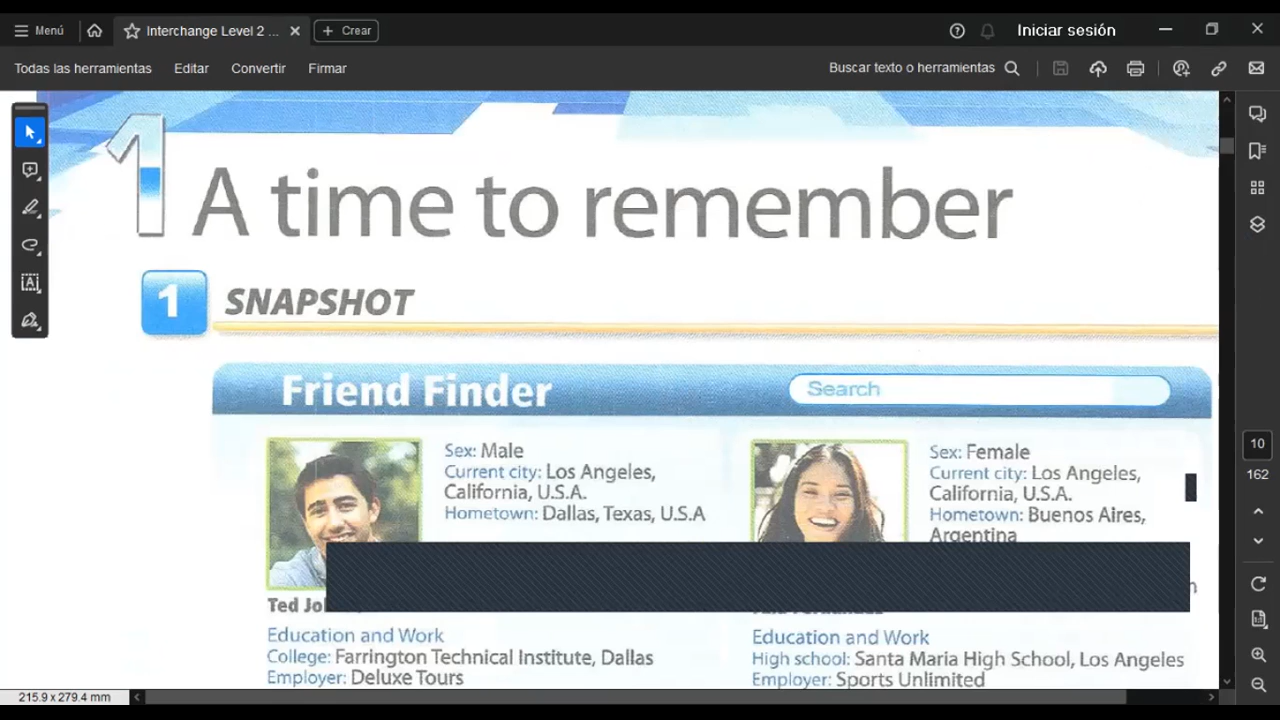 Menú
Interchange Level 2 ...
Crear
Iniciar sesión
Todas las herramientas
Editar
Convertir
Firmar
Buscar texto o herramientas
1 A time to remember
1 SNAPSHOT
Friend Finder
Search
Sex: Male
Current city: Los Angeles,
California, U.S.A.
Hometown: Dallas, Texas, U.S.A
Ted
Education and Work
College: Farrington Technical Institute, Dallas
Employer: Deluxe Tours
Sex: Female
Current city: Los Angeles,
California, U.S.A.
Hometown: Buenos Aires,
Argentina
Education and Work
High school: Santa Maria High School, Los Angeles
Employer: Sports Unlimited
10
162
215.9 x 279.4 mm